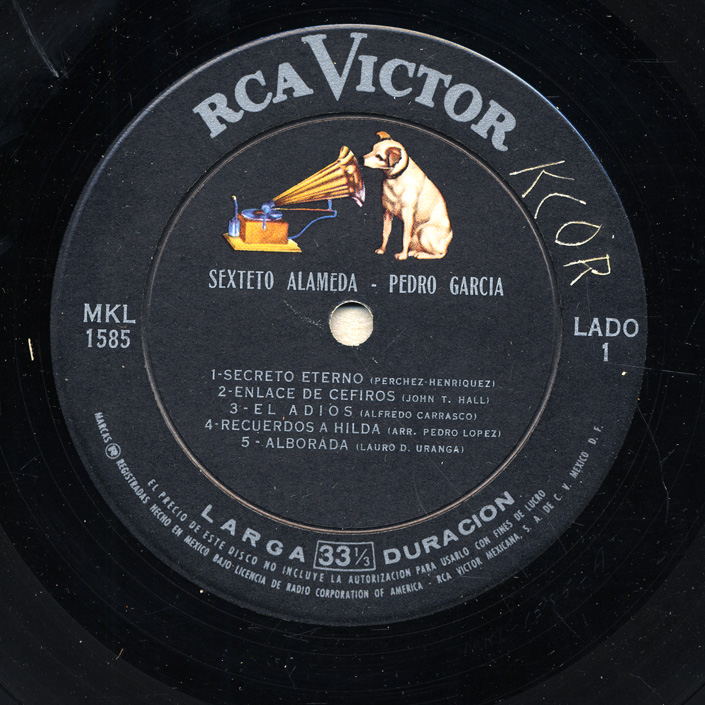 RCA VICTOR
KCOR
SEXTETO ALAMEDA - PEDRO GARCIA
MKL
1585
LADO
1
1-SECRETO ETERNO (PERCHEZ-HENRIQUEZ)
2-ENLACE DE CEFIROS (JOHN T. HALL)
3-EL ADIOS (ALFREDO CARRASCO)
4-RECUERDOS A HILDA (ARR. PEDRO LOPEZ)
5-ALBORADA (LAURO D. URANGA)
LARGA 33 1/3 DURACION
EL PRECIO DE ESTE DISCO NO INCLUYE LA AUTORIZACION PARA USARLO CON FINES DE LUCRO
MARCAS REGISTRADAS HECHO EN MEXICO BAJO LICENCIA DE RADIO CORPORATION OF AMERICA - RCA VICTOR MEXICANA, S. A. DE C. V. MEXICO D. F.